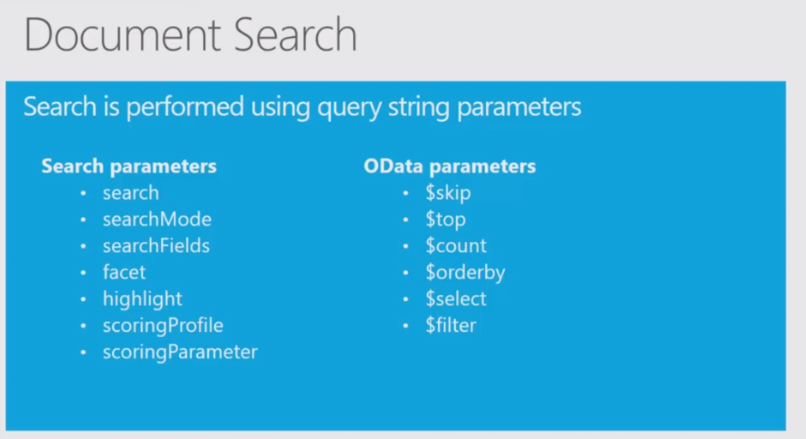 Document Search
Search is performed using query string parameters
Search parameters
• search
• searchMode
• searchFields
• facet
• highlight
• scoringProfile
• scoringParameter
OData parameters
• $skip
• $top
• $count
• $orderby
• $select
• $filter